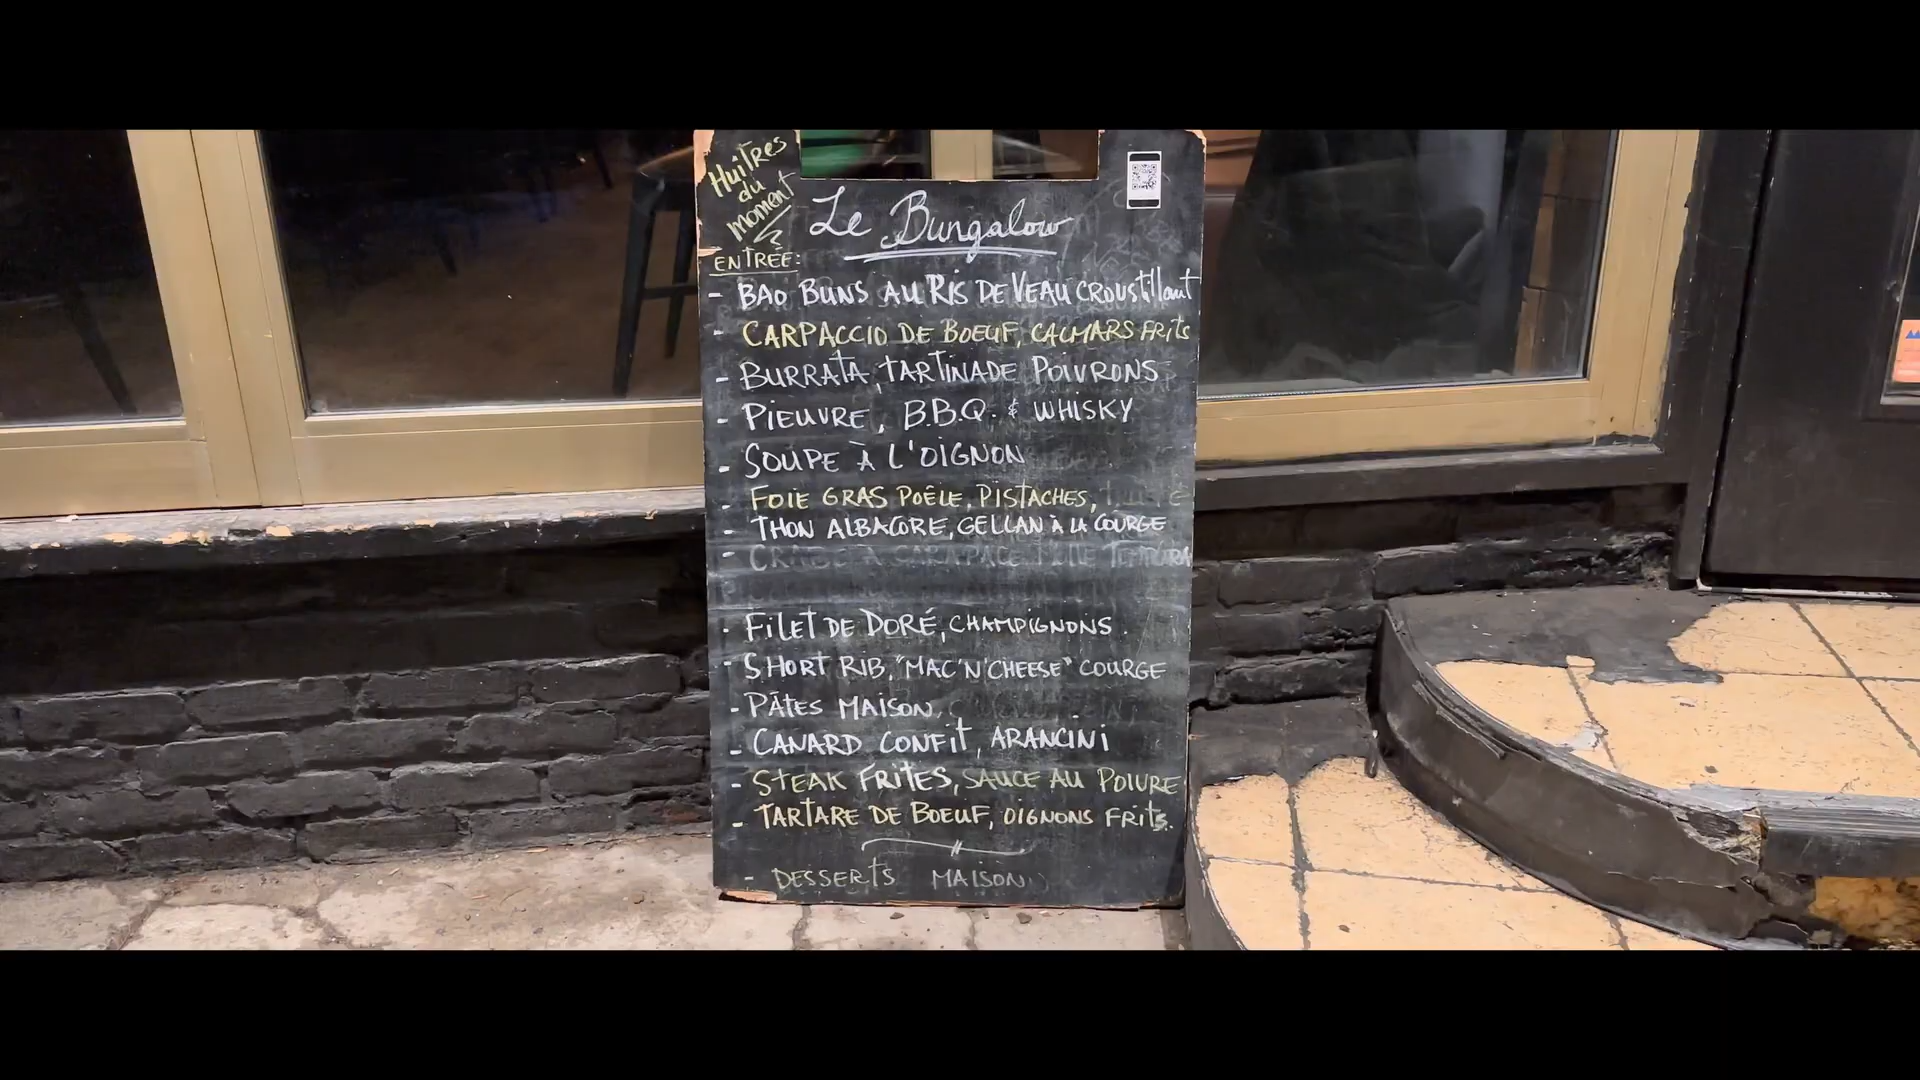 Huîtres
du
moment
Le Bungalow
ENTRÉE:
- BAO BUNS AU RIS DE VEAU CROUSTillant
- CARPACCIO DE BOEUF, CALMARS FRITS
- BURRATA, TARTINADE POIVRONS
- PIEUVRE, B.B.Q. & WHISKY
- SOUPE À L'OIGNON
FOIE GRAS POÊLE, PISTACHES,
- THON ALBACORE, GELLAN À LA COURGE
- CRABE À CARAPACE TEMPURA
- FILET DE DORÉ, CHAMPIGNONS.
- SHORT RIB, "MAC'N'CHEESE" COURGE
- PÂTES MAISON,
- CANARD CONFIT, ARANCINI
- STEAK FRITES, SAUCE AU POIVRE
- TARTARE DE BOEUF, OIGNONS FRITS.
- DESSERTS MAISON